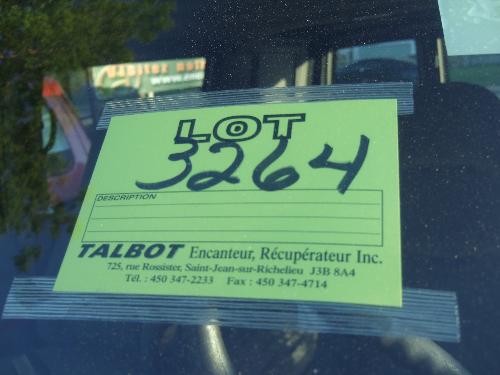 LOT
3264
DESCRIPTION
TALBOT Encanteur, Récupérateur Inc.
725, rue Rossister, Saint-Jean-sur-Richelieu J3B 8A4
Tél. : 450 347-2233 Fax : 450 347-4714